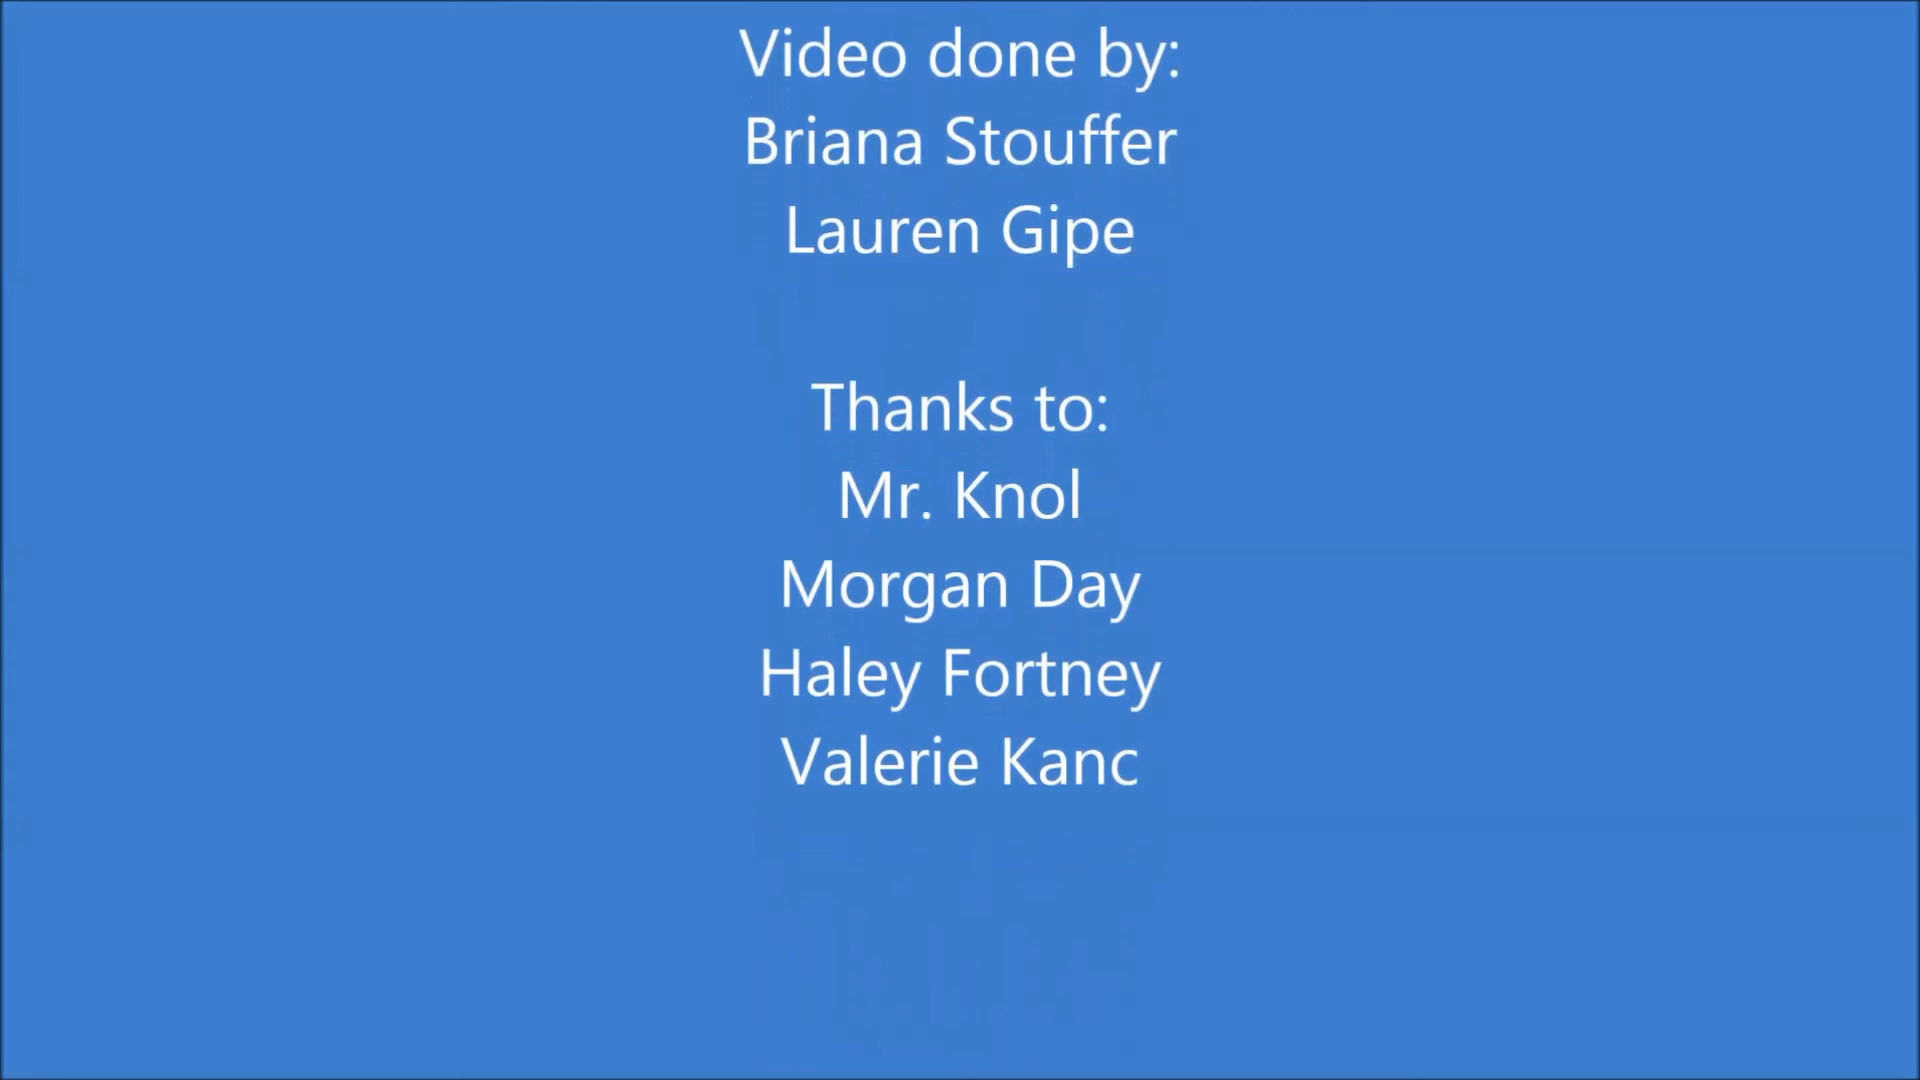 Video done by:
Briana Stouffer
Lauren Gipe
Thanks to:
Mr. Knol
Morgan Day
Haley Fortney
Valerie Kanc